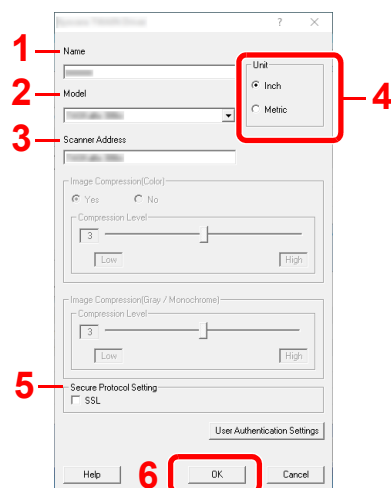 ? ×
1 Name
Unit
Inch
Metric
4
2 Model
3 Scanner Address
Image Compression(Color)
Yes No
Compression Level
3
Low High
Image Compression(Gray / Monochrome)
Compression Level
3
Low High
5 Secure Protocol Setting
SSL
User Authentication Settings
Help 6 OK Cancel